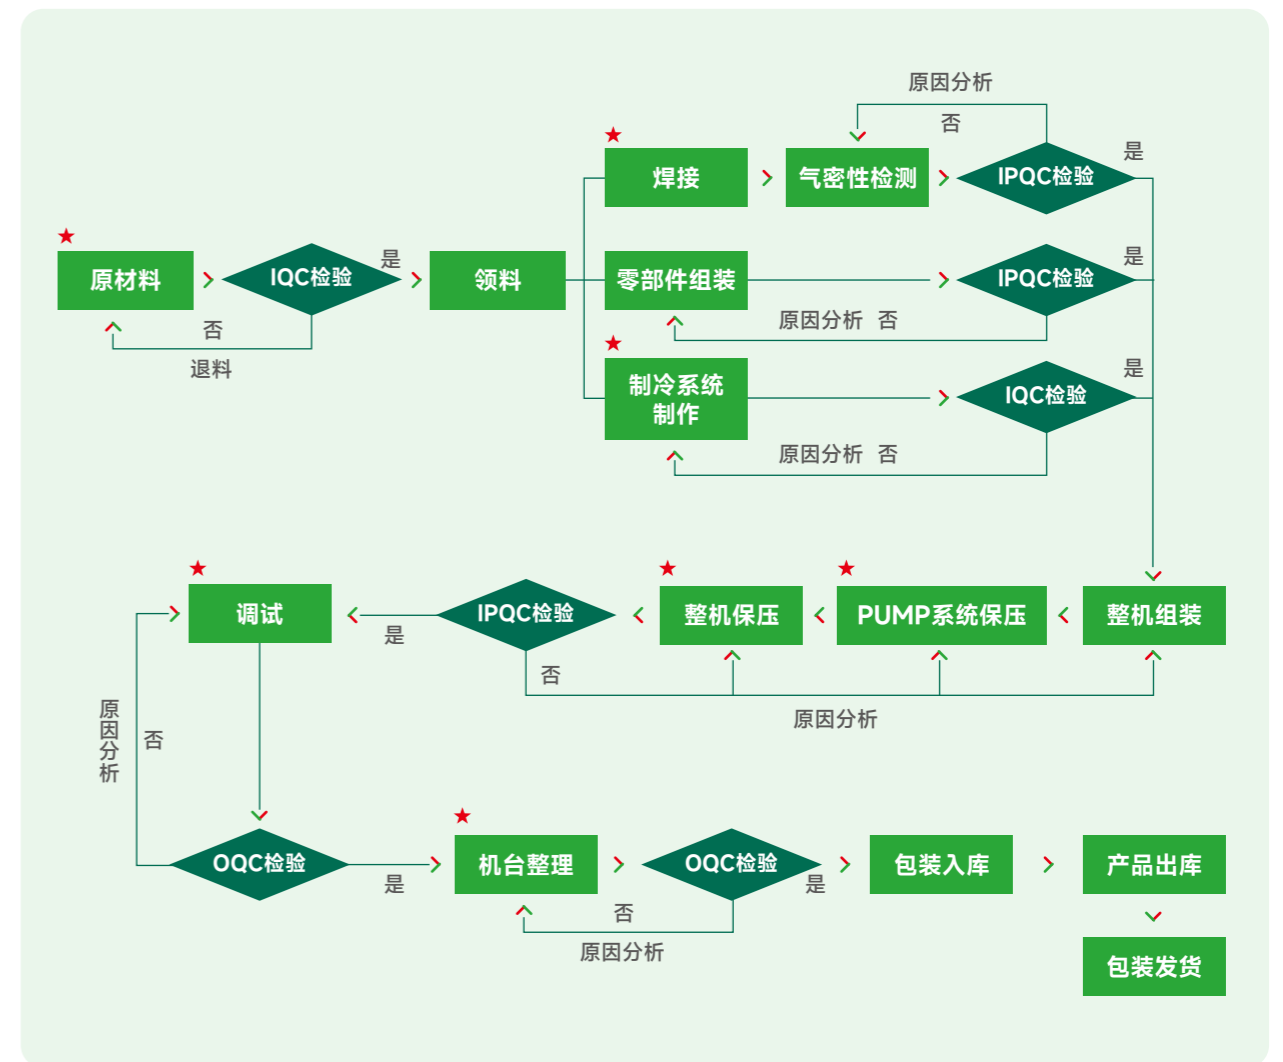 原因分析
否
★
焊接
气密性检测
IPQC检验
是
★
原材料
IQC检验
是
领料
零部件组装
IPQC检验
是
否
退料
原因分析 否
★
制冷系统
制作
IQC检验
是
原因分析 否
★
调试
是
IPQC检验
否
★
整机保压
★
PUMP系统保压
整机组装
原因分析
原因分析
否
OQC检验
是
★
机台整理
OQC检验
是
否
原因分析
包装入库
产品出库
包装发货